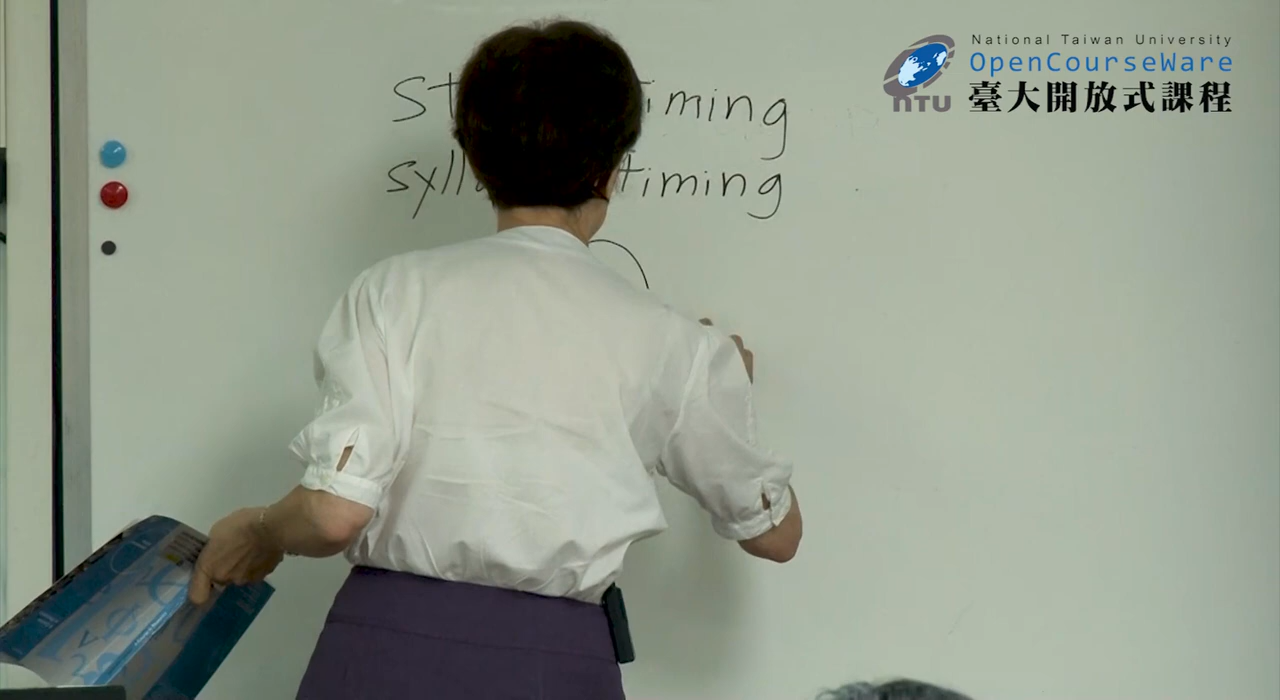 National Taiwan University
OpenCourseWare
臺大開放式課程
NTU
timing
timing